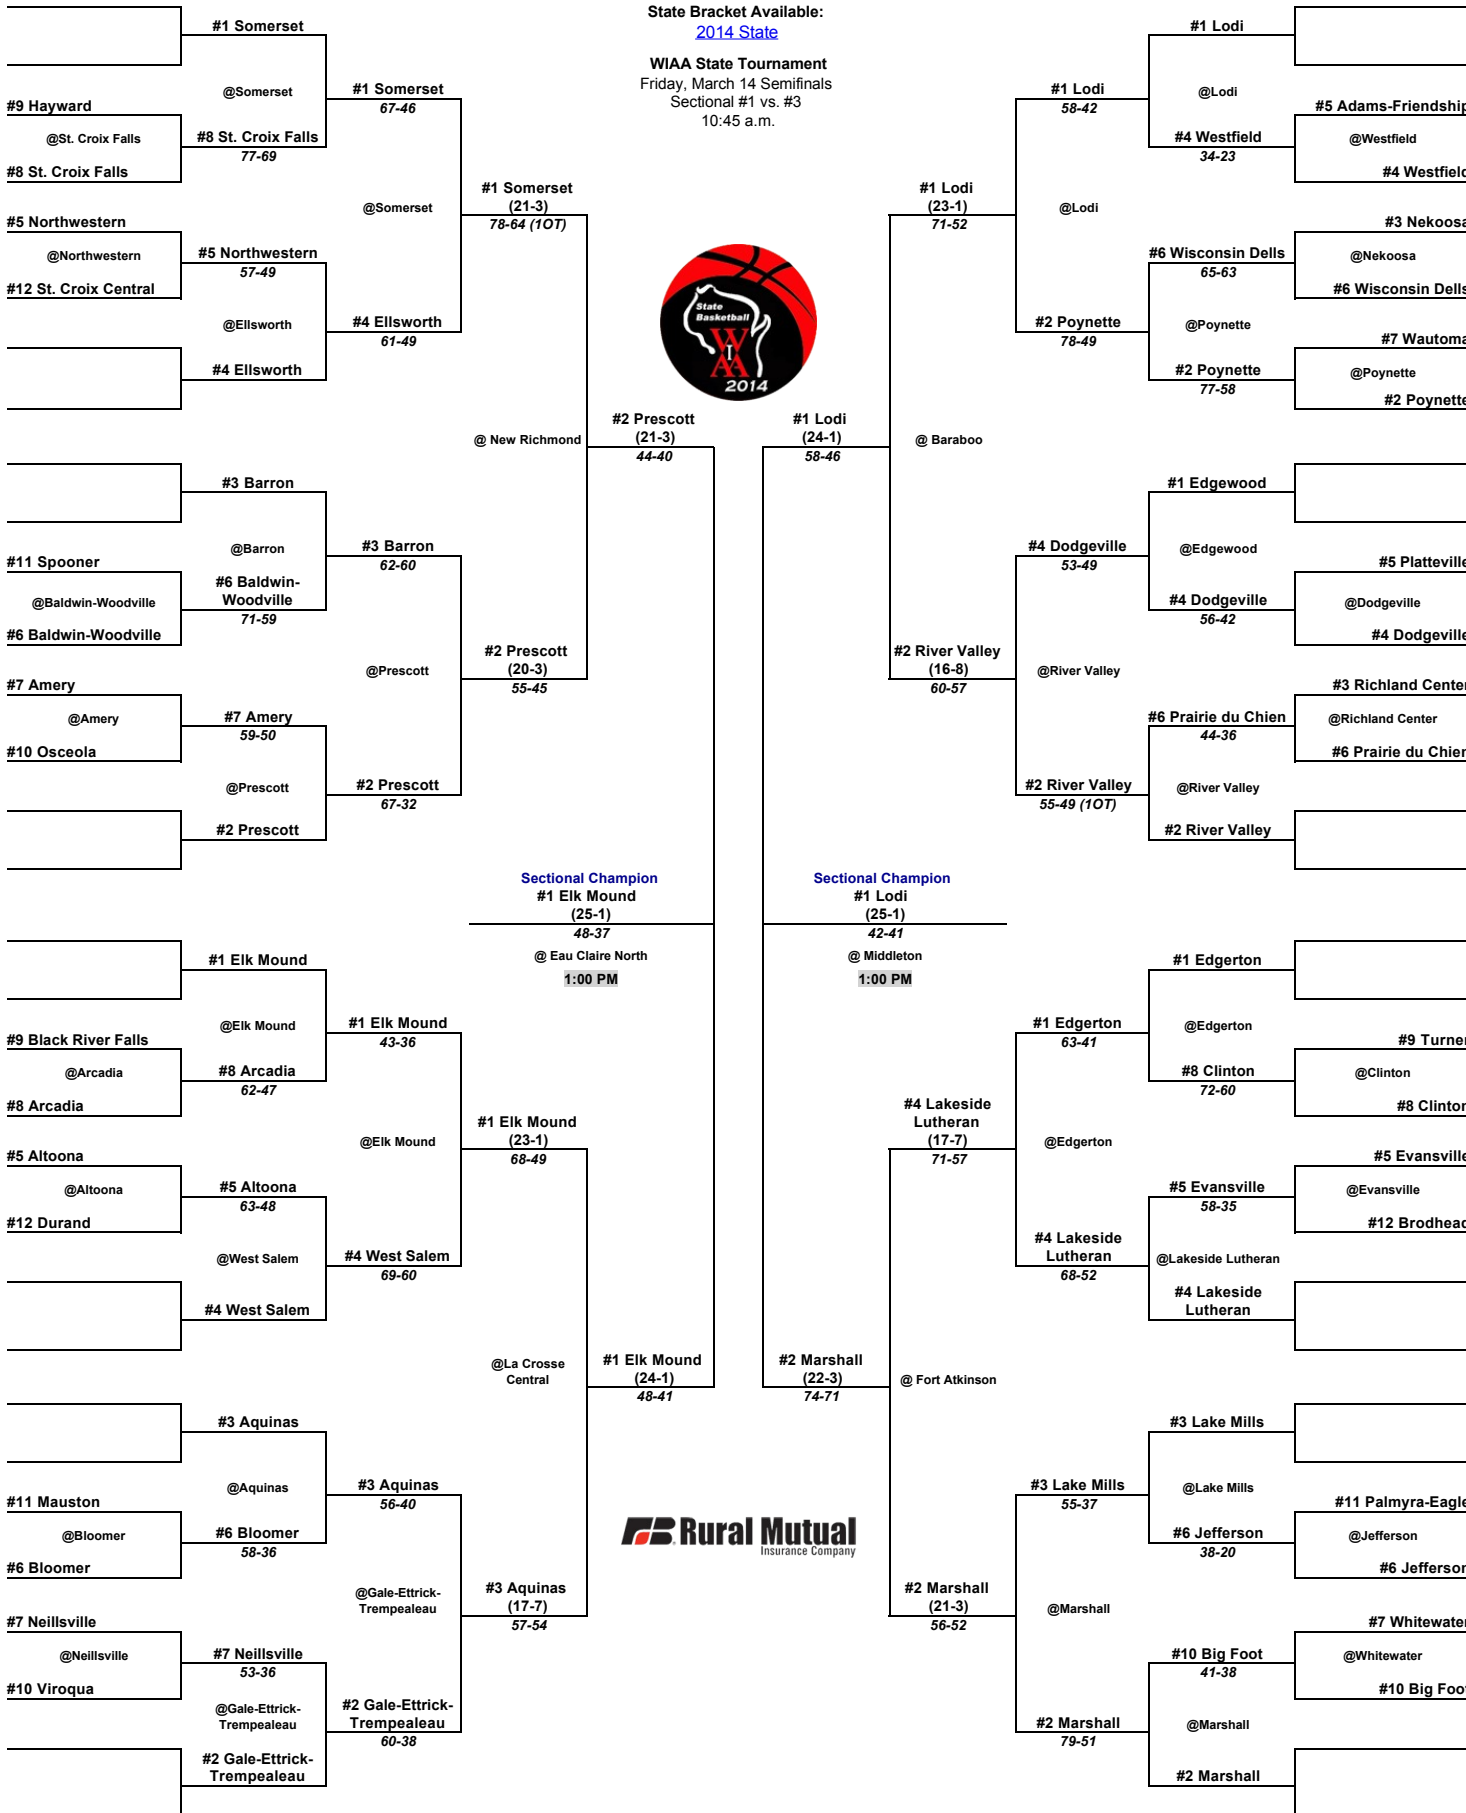 State Bracket Available:
2014 State
WIAA State Tournament
Friday, March 14 Semifinals
Sectional #1 vs. #3
10:45 a.m.
#1 Somerset
@Somerset
#9 Hayward
@St. Croix Falls
#8 St. Croix Falls
77-69
#8 St. Croix Falls
#1 Somerset
67-46
#5 Northwestern
@Northwestern
#5 Northwestern
57-49
#12 St. Croix Central
@Ellsworth
#4 Ellsworth
61-49
#4 Ellsworth
@Somerset
#1 Somerset
(21-3)
78-64 (1OT)
@ New Richmond
#2 Prescott
(21-3)
44-40
#3 Barron
@Barron
#11 Spooner
@Baldwin-Woodville
#6 Baldwin-
Woodville
71-59
#6 Baldwin-Woodville
#3 Barron
62-60
@Prescott
#2 Prescott
(20-3)
55-45
#7 Amery
@Amery
#7 Amery
59-50
#10 Osceola
@Prescott
#2 Prescott
67-32
#2 Prescott
Sectional Champion
#1 Elk Mound
(25-1)
48-37
@ Eau Claire North
1:00 PM
#1 Elk Mound
@Elk Mound
#9 Black River Falls
@Arcadia
#8 Arcadia
62-47
#8 Arcadia
#1 Elk Mound
43-36
@Elk Mound
#1 Elk Mound
(23-1)
68-49
#5 Altoona
@Altoona
#5 Altoona
63-48
#12 Durand
@West Salem
#4 West Salem
69-60
#4 West Salem
@La Crosse
Central
#1 Elk Mound
(24-1)
48-41
#3 Aquinas
@Aquinas
#11 Mauston
@Bloomer
#6 Bloomer
58-36
#6 Bloomer
#3 Aquinas
56-40
@Gale-Ettrick-
Trempealeau
#3 Aquinas
(17-7)
57-54
#7 Neillsville
@Neillsville
#7 Neillsville
53-36
#10 Viroqua
@Gale-Ettrick-
Trempealeau
#2 Gale-Ettrick-
Trempealeau
60-38
#2 Gale-Ettrick-
Trempealeau
State
Basketball
W
I
AA
2014
#1 Lodi
@Lodi
#5 Adams-Friendship
@Westfield
#4 Westfield
34-23
#4 Westfield
#1 Lodi
58-42
@Lodi
#1 Lodi
(23-1)
71-52
#3 Nekoosa
@Nekoosa
#6 Wisconsin Dells
65-63
#6 Wisconsin Dells
@Poynette
#2 Poynette
78-49
#7 Wautoma
@Poynette
#2 Poynette
77-58
#2 Poynette
#1 Lodi
(24-1)
58-46
@ Baraboo
#1 Edgewood
@Edgewood
#4 Dodgeville
53-49
#5 Platteville
@Dodgeville
#4 Dodgeville
56-42
#4 Dodgeville
#2 River Valley
(16-8)
60-57
@River Valley
#3 Richland Center
@Richland Center
#6 Prairie du Chien
44-36
#6 Prairie du Chien
#2 River Valley
55-49 (1OT)
@River Valley
#2 River Valley
Sectional Champion
#1 Lodi
(25-1)
42-41
@ Middleton
1:00 PM
#1 Edgerton
@Edgerton
#1 Edgerton
63-41
#9 Turner
@Clinton
#8 Clinton
72-60
#8 Clinton
#4 Lakeside
Lutheran
(17-7)
71-57
@Edgerton
#5 Evansville
@Evansville
#5 Evansville
58-35
#12 Brodhead
#4 Lakeside
Lutheran
68-52
@Lakeside Lutheran
#4 Lakeside
Lutheran
#2 Marshall
(22-3)
74-71
@ Fort Atkinson
#3 Lake Mills
@Lake Mills
#3 Lake Mills
55-37
#11 Palmyra-Eagle
@Jefferson
#6 Jefferson
38-20
#6 Jefferson
#2 Marshall
(21-3)
56-52
@Marshall
#7 Whitewater
@Whitewater
#10 Big Foot
41-38
#10 Big Foot
#2 Marshall
79-51
@Marshall
#2 Marshall
FB Rural Mutual
Insurance Company